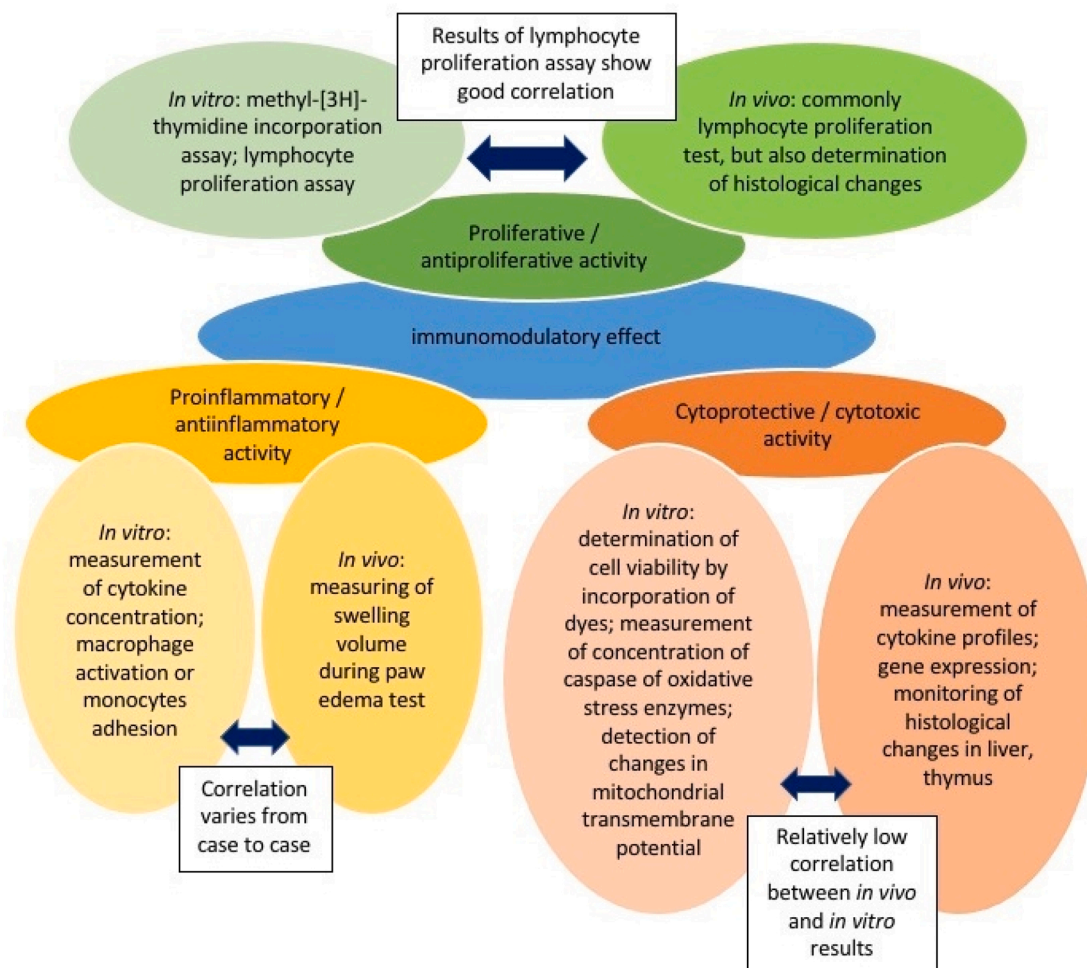 Results of lymphocyte
proliferation assay show
good correlation
In vitro: methyl-[3H]-
thymidine incorporation
assay; lymphocyte
proliferation assay
In vivo: commonly
lymphocyte proliferation
test, but also determination
of histological changes
Proliferative /
antiproliferative activity
immunomodulatory effect
Proinflammatory /
antiinflammatory
activity
Cytoprotective / cytotoxic
activity
In vitro:
measurement
of cytokine
concentration;
macrophage
activation or
monocytes
adhesion
In vivo:
measuring of
swelling
volume
during paw
edema test
Correlation
varies from
case to case
In vitro:
determination of
cell viability by
incorporation of
dyes; measurement
of concentration of
caspase of oxidative
stress enzymes;
detection of
changes in
mitochondrial
transmembrane
potential
In vivo:
measurement of
cytokine profiles;
gene expression;
monitoring of
histological
changes in liver,
thymus
Relatively low
correlation
between in vivo
and in vitro
results